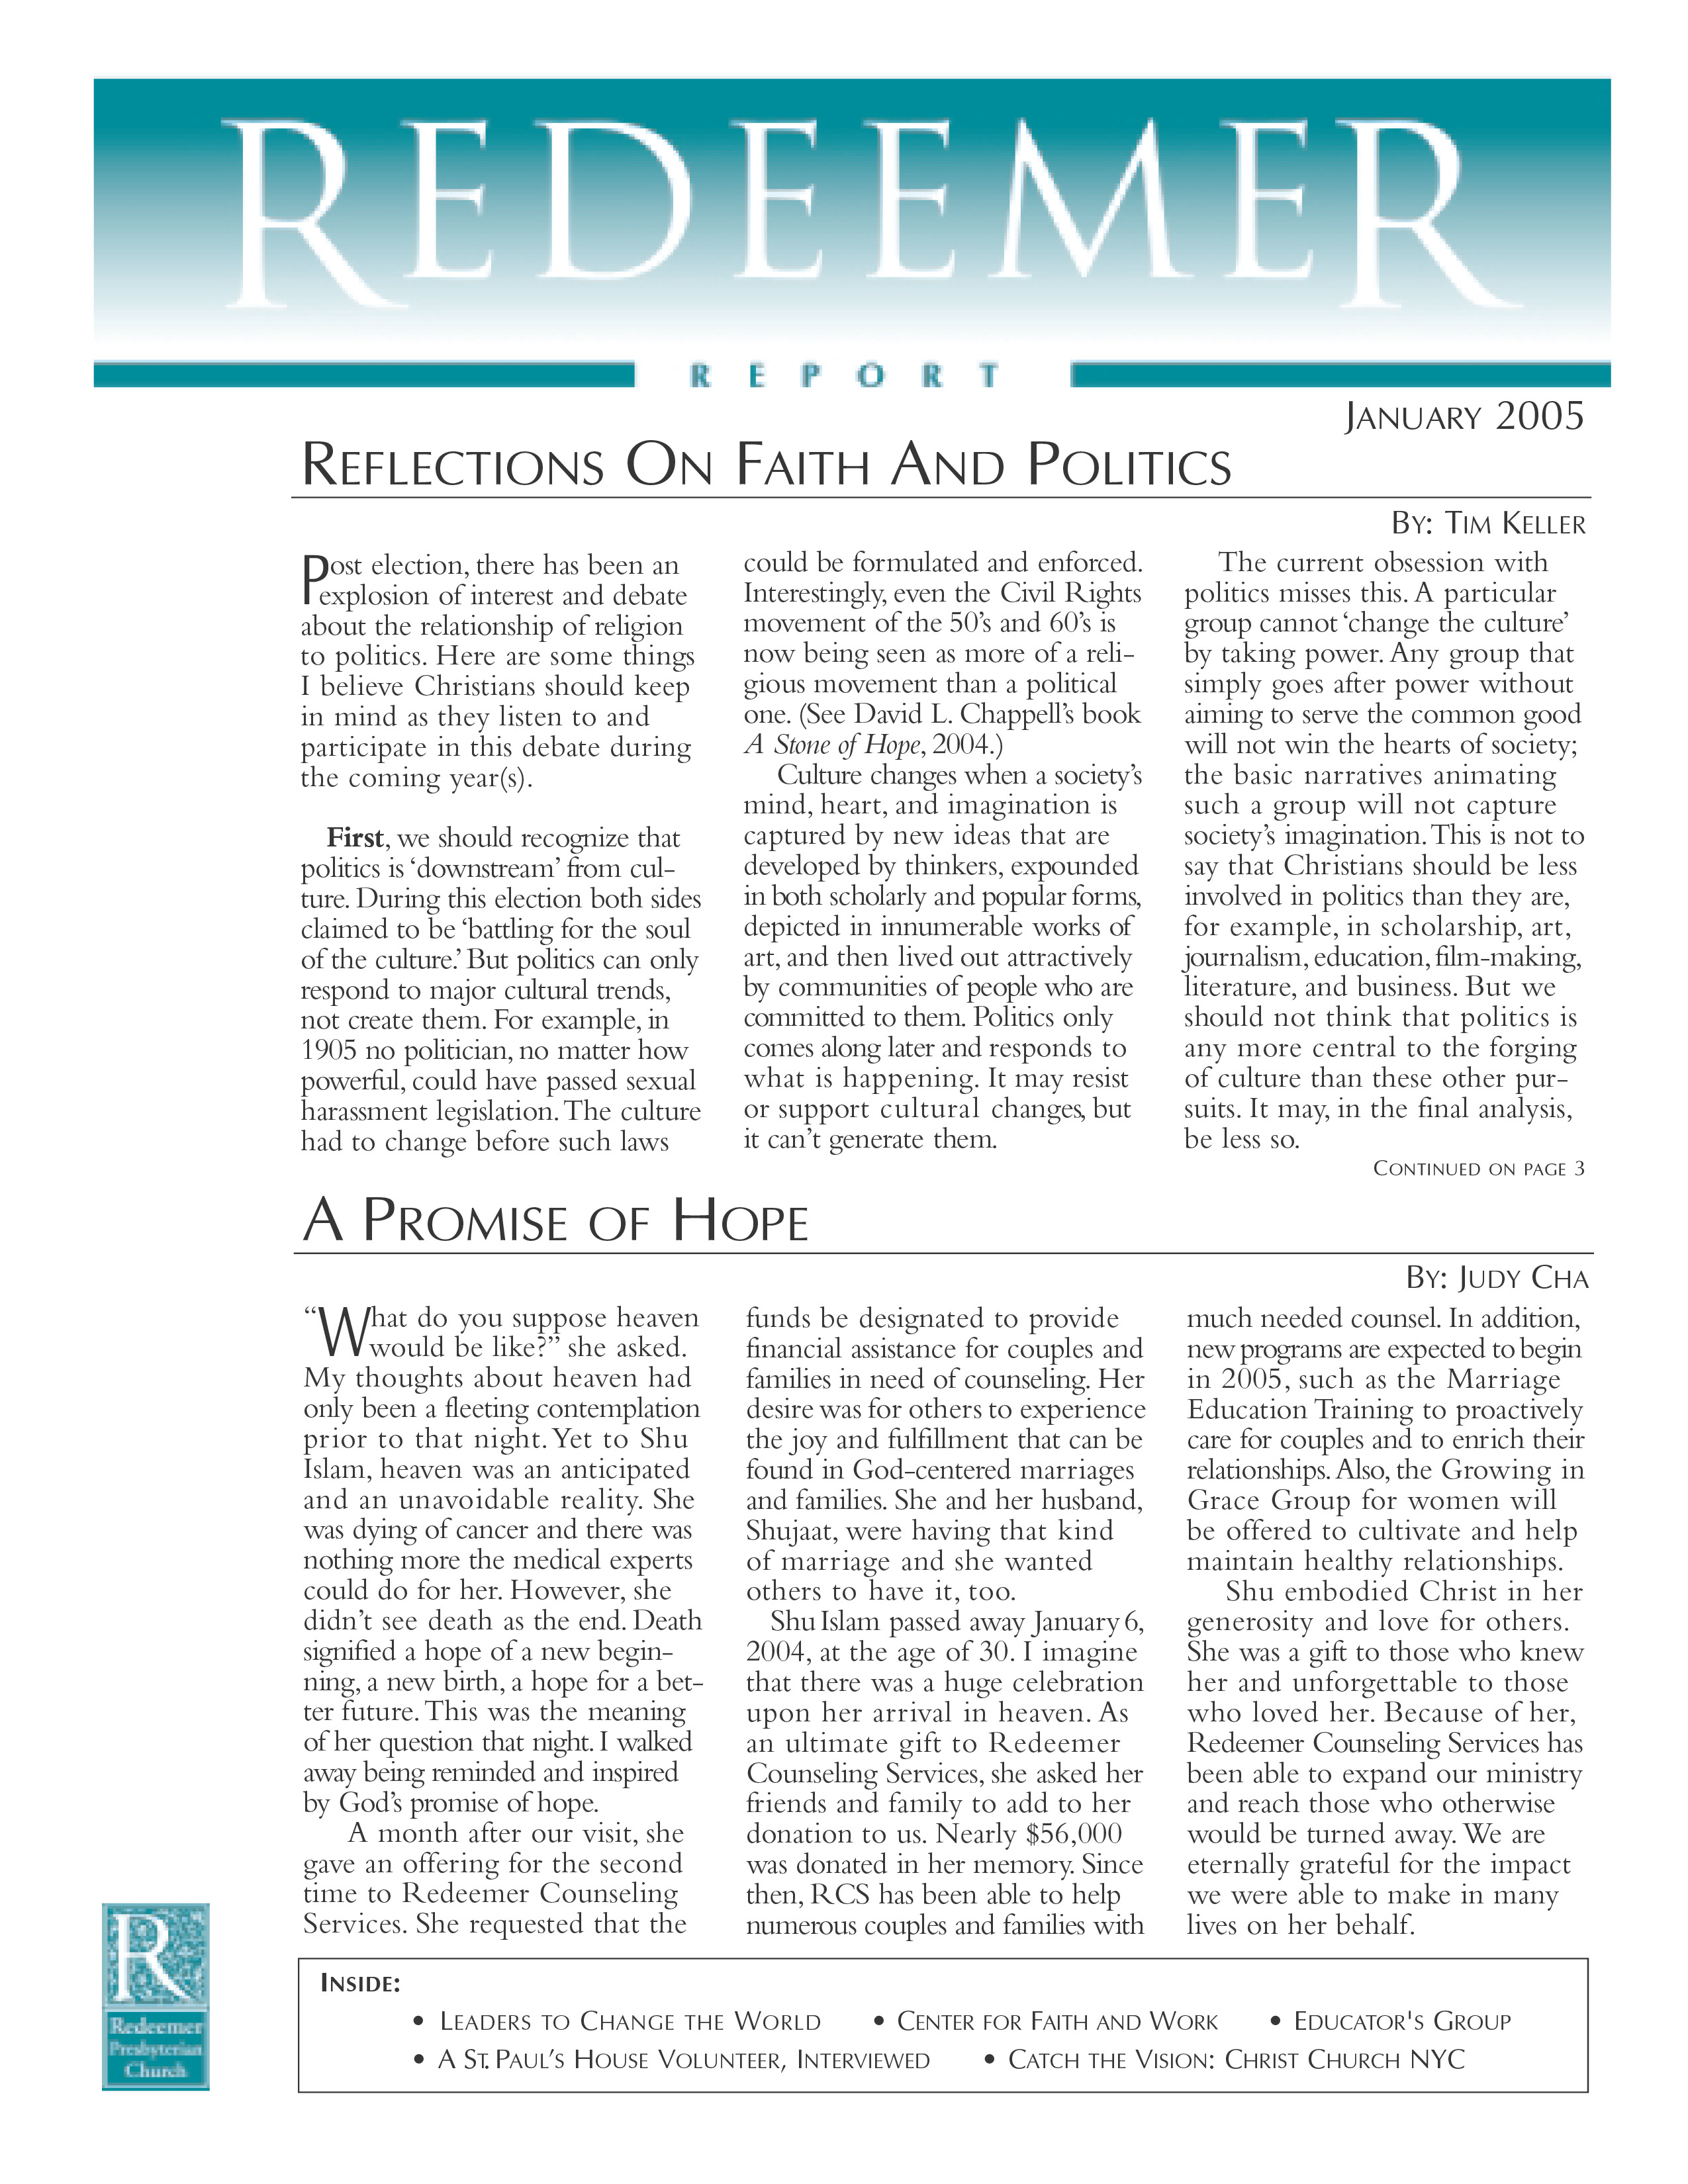 REDEEMER
REPORT
JANUARY 2005
REFLECTIONS ON FAITH AND POLITICS
BY: TIM KELLER
Post election, there has been an
explosion of interest and debate
about the relationship of religion
to politics. Here are some things
I believe Christians should keep
in mind as they listen to and
participate in this debate during
the coming year(s).
First, we should recognize that
politics is ‘downstream’ from cul-
ture. During this election both sides
claimed to be ‘battling for the soul
of the culture.’ But politics can only
respond to major cultural trends,
not create them. For example, in
1905 no politician, no matter how
powerful, could have passed sexual
harassment legislation. The culture
had to change before such laws
could be formulated and enforced.
Interestingly, even the Civil Rights
movement of the 50’s and 60’s is
now being seen as more of a reli-
gious movement than a political
one. (See David L. Chappell’s book
A Stone of Hope, 2004.)
Culture changes when a society’s
mind, heart, and imagination is
captured by new ideas that are
developed by thinkers, expounded
in both scholarly and popular forms,
depicted in innumerable works of
art, and then lived out attractively
by communities of people who are
committed to them. Politics only
comes along later and responds to
what is happening. It may resist
or support cultural changes, but
it can’t generate them.
The current obsession with
politics misses this. A particular
group cannot ‘change the culture’
by taking power. Any group that
simply goes after power without
aiming to serve the common good
will not win the hearts of society;
the basic narratives animating
such a group will not capture
society’s imagination. This is not to
say that Christians should be less
involved in politics than they are,
for example, in scholarship, art,
journalism, education, film-making,
literature, and business. But we
should not think that politics is
any more central to the forging
of culture than these other pur-
suits. It may, in the final analysis,
be less so.
CONTINUED ON PAGE 3
A PROMISE OF HOPE
BY: JUDY CHA
“What do you suppose heaven
would be like?” she asked.
My thoughts about heaven had
only been a fleeting contemplation
prior to that night. Yet to Shu
Islam, heaven was an anticipated
and an unavoidable reality. She
was dying of cancer and there was
nothing more the medical experts
could do for her. However, she
didn’t see death as the end. Death
signified a hope of a new begin-
ning, a new birth, a hope for a bet-
ter future. This was the meaning
of her question that night. I walked
away being reminded and inspired
by God’s promise of hope.
A month after our visit, she
gave an offering for the second
time to Redeemer Counseling
Services. She requested that the
funds be designated to provide
financial assistance for couples and
families in need of counseling. Her
desire was for others to experience
the joy and fulfillment that can be
found in God-centered marriages
and families. She and her husband,
Shujaat, were having that kind
of marriage and she wanted
others to have it, too.
Shu Islam passed away January 6,
2004, at the age of 30. I imagine
that there was a huge celebration
upon her arrival in heaven. As
an ultimate gift to Redeemer
Counseling Services, she asked her
friends and family to add to her
donation to us. Nearly $56,000
was donated in her memory. Since
then, RCS has been able to help
numerous couples and families with
much needed counsel. In addition,
new programs are expected to begin
in 2005, such as the Marriage
Education Training to proactively
care for couples and to enrich their
relationships. Also, the Growing in
Grace Group for women will
be offered to cultivate and help
maintain healthy relationships.
Shu embodied Christ in her
generosity and love for others.
She was a gift to those who knew
her and unforgettable to those
who loved her. Because of her,
Redeemer Counseling Services has
been able to expand our ministry
and reach those who otherwise
would be turned away. We are
eternally grateful for the impact
we were able to make in many
lives on her behalf.
R
Redeemer
Presbyterian
Church
INSIDE:
• LEADERS TO CHANGE THE WORLD • CENTER FOR FAITH AND WORK • EDUCATOR'S GROUP
• A ST. PAUL’S HOUSE VOLUNTEER, INTERVIEWED • CATCH THE VISION: CHRIST CHURCH NYC